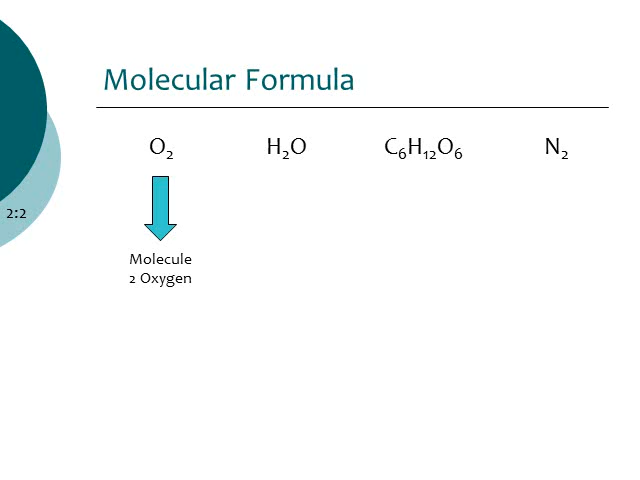 Molecular Formula
O₂ H₂O C₆H₁₂O₆ N₂
2:2
Molecule
2 Oxygen